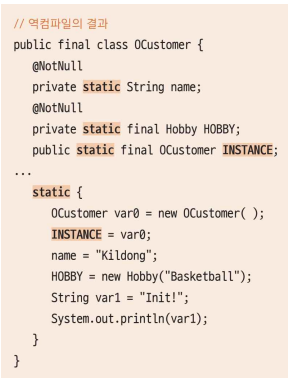 // 역컴파일의 결과
public final class OCustomer {
@NotNull
private static String name;
@NotNull
private static final Hobby HOBBY;
public static final OCustomer INSTANCE;
...
static {
OCustomer var0 = new OCustomer( );
INSTANCE = var0;
name = "Kildong";
HOBBY = new Hobby("Basketball");
String var1 = "Init!";
System.out.println(var1);
}
}